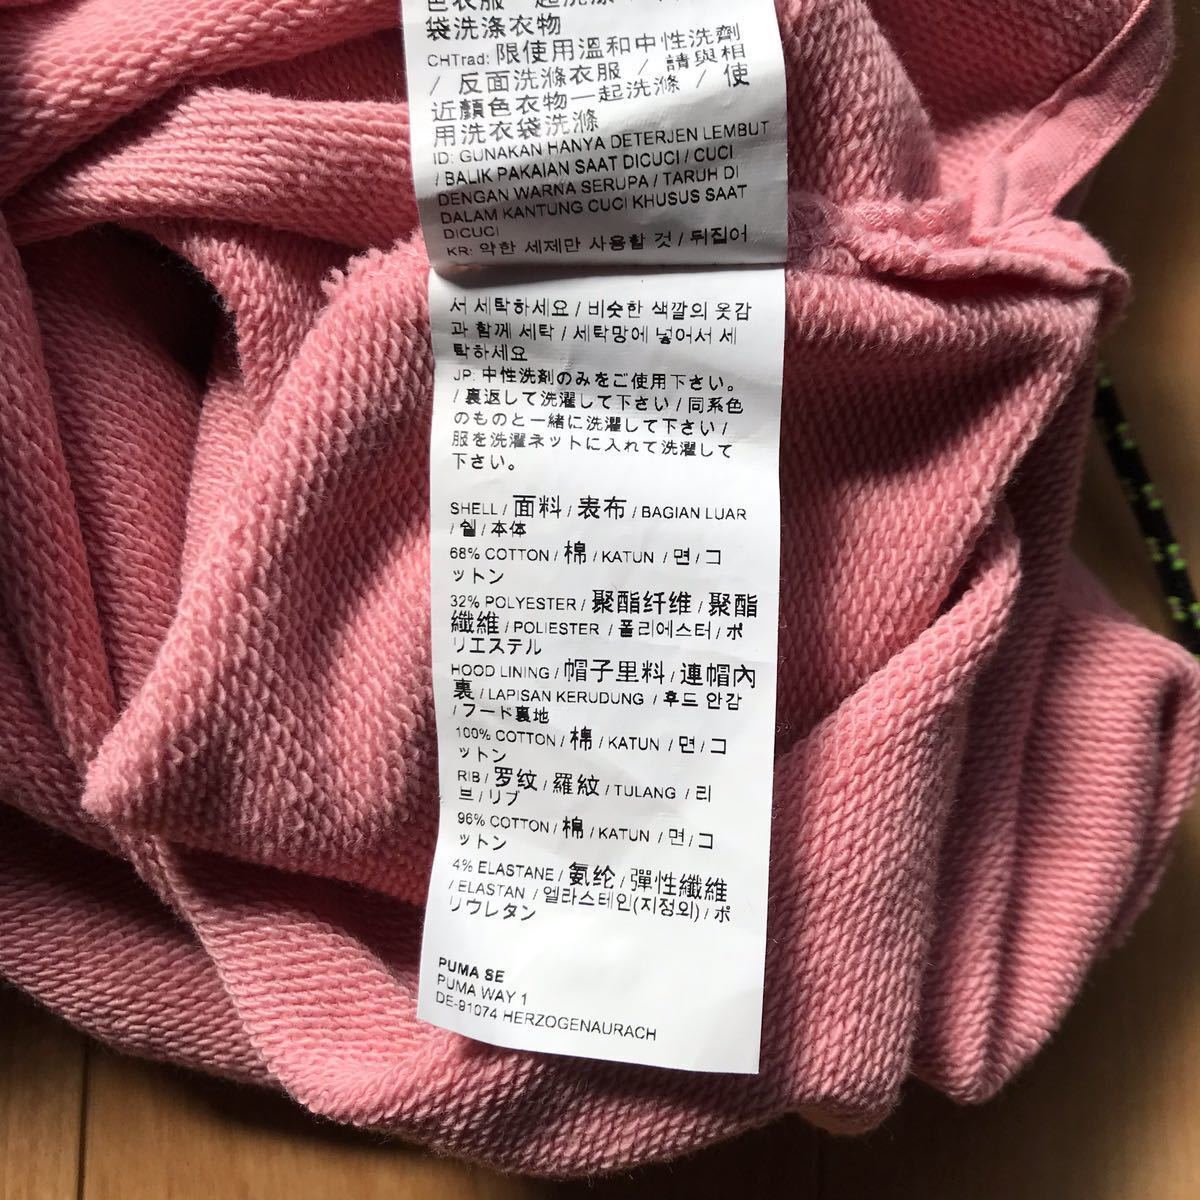 袋洗涤衣物
CHTrad: 限使用溫和中性洗劑
/ 反面洗滌衣服 / 請與相
近顏色衣物一起洗滌 / 使
用洗衣袋洗滌
ID: GUNAKAN HANYA DETERJEN LEMBUT
/ BALIK PAKAIAN SAAT DICUCI / CUCI
DENGAN WARNA SERUPA / TARUH DI
DALAM KANTUNG CUCI KHUSUS SAAT
DICUCI
KR: 약한 세제만 사용할 것 / 뒤집어
서 세탁하세요 / 비슷한 색깔의 옷감
과 함께 세탁 / 세탁망에 넣어서 세
탁하세요
JP: 中性洗剤のみをご使用下さい。
/ 裏返して洗濯して下さい / 同系色
のものと一緒に洗濯して下さい /
服を洗濯ネットに入れて洗濯して
下さい。
SHELL / 面料 / 表布 / BAGIAN LUAR
/ 쉘 / 本体
68% COTTON / 棉 / KATUN / 면 / コ
ットン
32% POLYESTER / 聚酯纤维 / 聚酯
纖維 / POLIESTER / 폴리에스터 / ポ
リエステル
HOOD LINING / 帽子里料 / 連帽內
裏 / LAPISAN KERUDUNG / 후드 안감
/ フード裏地
100% COTTON / 棉 / KATUN / 면 / コ
ットン
RIB / 罗纹 / 羅紋 / TULANG / 리
브 / リブ
96% COTTON / 棉 / KATUN / 면 / コ
ットン
4% ELASTANE / 氨纶 / 彈性纖維
/ ELASTAN / 엘라스테인(지정외) / ポ
リウレタン
PUMA SE
PUMA WAY 1
DE-91074 HERZOGENAURACH